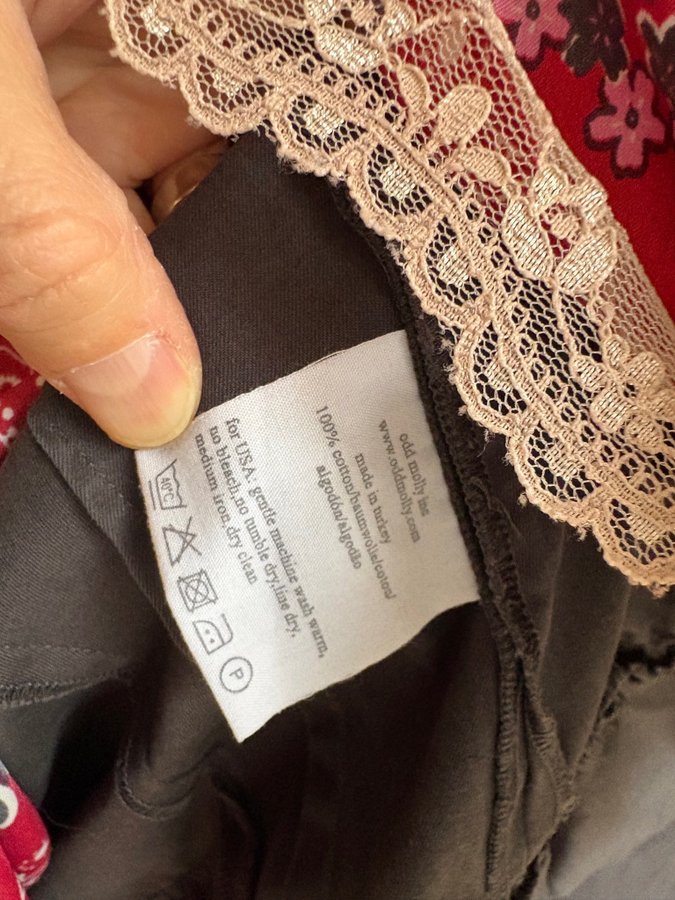 odd molly inc
www.oddmolly.com
made in turkey
100% cotton/baumwolle/coton/
algodón/algodão
for USA: gentle machine wash warm,
no bleach,no tumble dry,line dry,
medium iron,dry clean
40°C
P